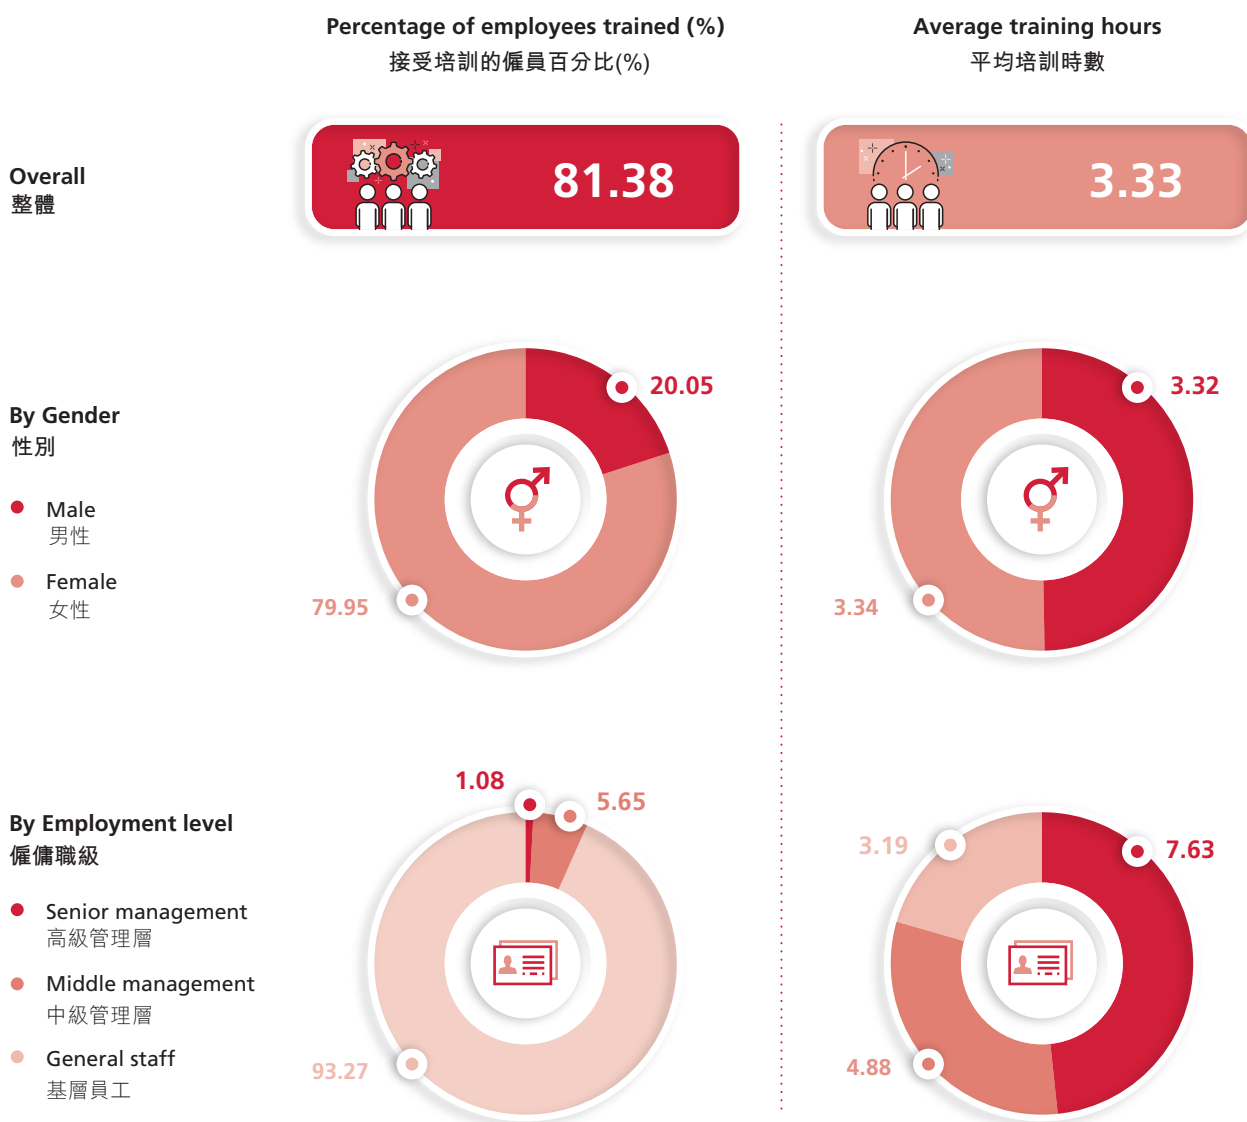 Percentage of employees trained (%)
接受培訓的僱員百分比(%)
Average training hours
平均培訓時數
Overall
整體
81.38
3.33
By Gender
性別
Male
男性
Female
女性
20.05
79.95
3.32
3.34
By Employment level
僱傭職級
Senior management
高級管理層
Middle management
中級管理層
General staff
基層員工
1.08
5.65
93.27
3.19
7.63
4.88